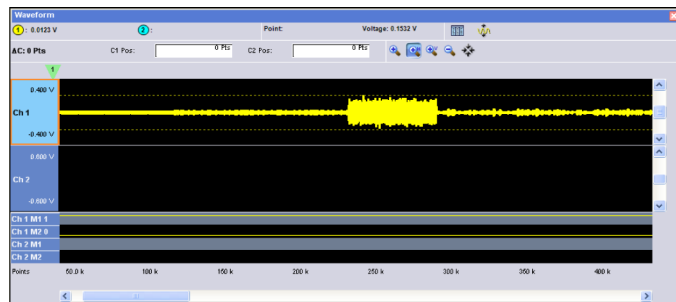 Waveform
1 : 0.0123 V 2 : Point: Voltage: 0.1532 V
AC: 0 Pts C1 Pos: 0 Pts C2 Pos: 0 Pts
1
0.400 V
Ch 1
-0.400 V
0.600 V
Ch 2
-0.600 V
Ch 1 M1 1
Ch 1 M2 0
Ch 2 M1
Ch 2 M2
Points 50.0 k 100 k 150 k 200 k 250 k 300 k 350 k 400 k